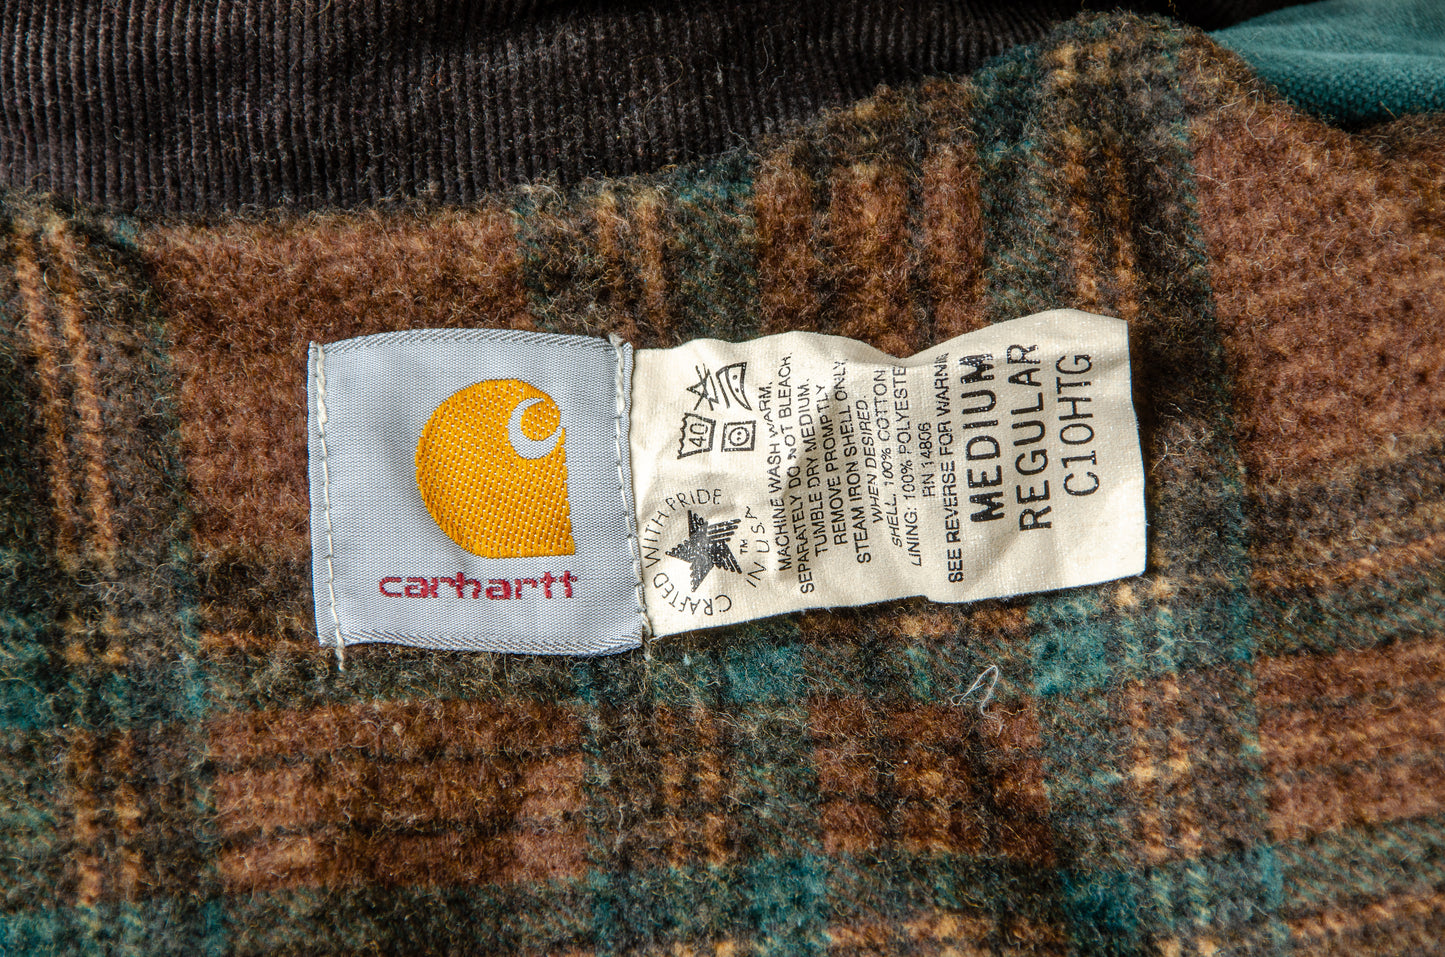 carhartt
40
CRAFTED WITH PRIDE
IN U.S.A.
™
MACHINE WASH WARM,
SEPARATELY DO NOT BLEACH.
TUMBLE DRY MEDIUM.
REMOVE PROMPTLY
STEAM IRON SHELL ONLY,
WHEN DESIRED.
SHELL: 100% COTTON
LINING: 100% POLYESTE
RN 14806
SEE REVERSE FOR WARNIN
MEDIUM
REGULAR
C10HTG